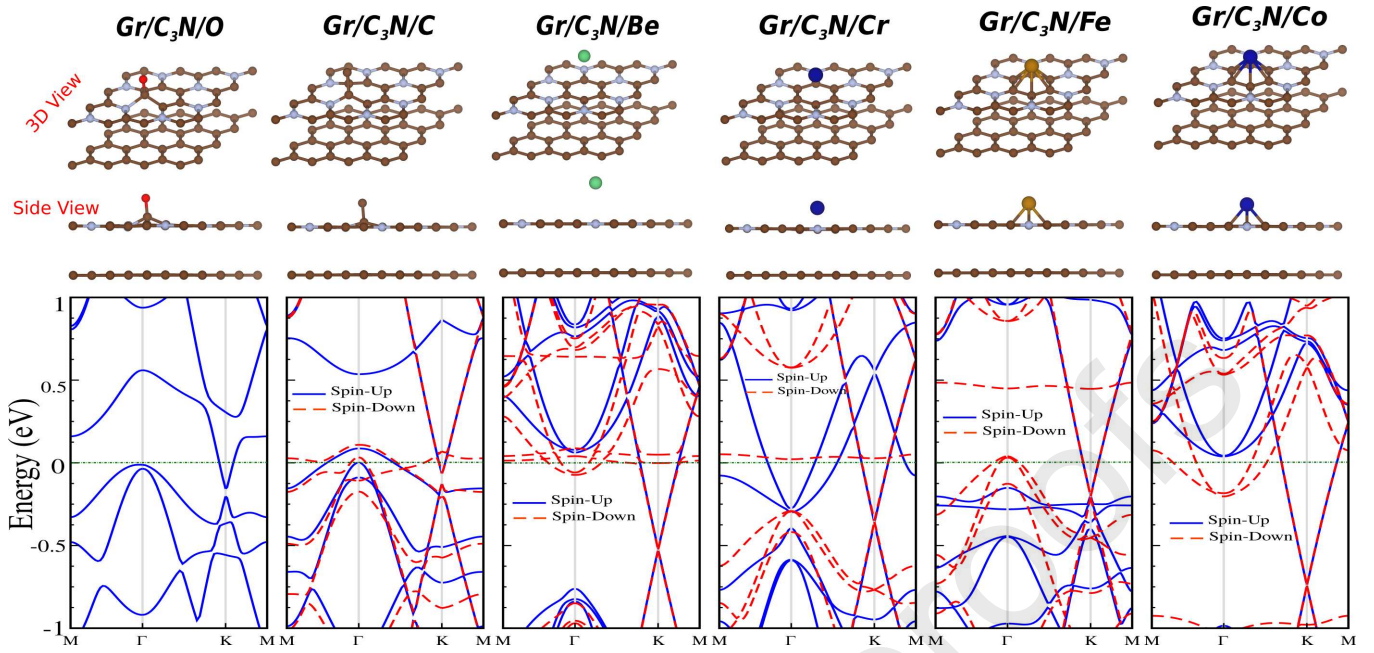 Gr/C₃N/O Gr/C₃N/C Gr/C₃N/Be Gr/C₃N/Cr Gr/C₃N/Fe Gr/C₃N/Co
3D View
Side View
Energy (eV)
1
0.5
0
-0.5
-1
Spin-Up
Spin-Down
Spin-Up
Spin-Down
Spin-Up
Spin-Down
Spin-Up
Spin-Down
Spin-Up
Spin-Down
M Γ K M M Γ K M M Γ K M M Γ K M M Γ K M M Γ K M
roofs